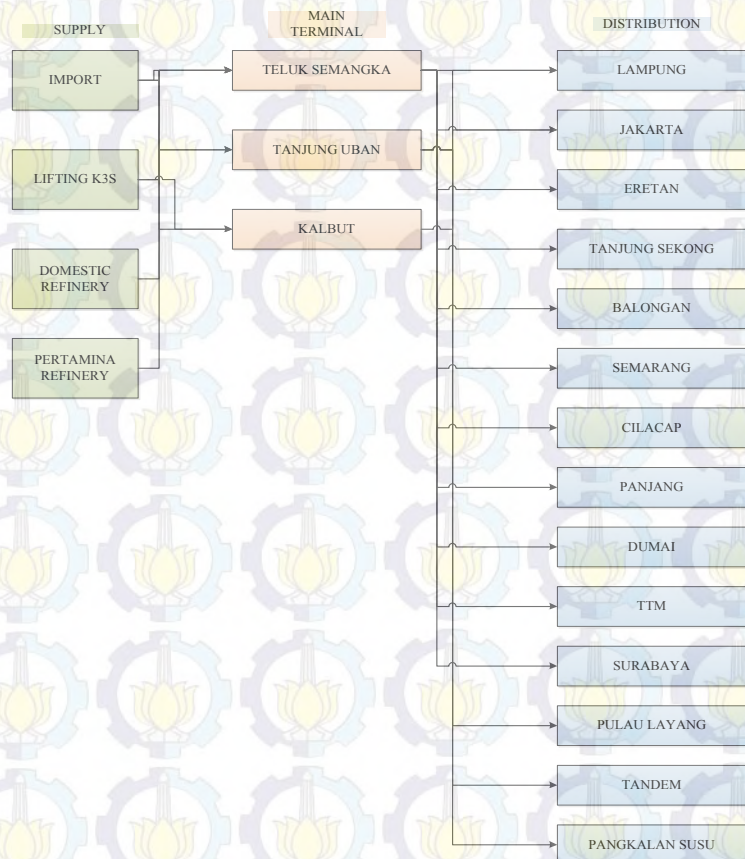 SUPPLY
MAIN
TERMINAL
DISTRIBUTION
IMPORT
LIFTING K3S
DOMESTIC
REFINERY
PERTAMINA
REFINERY
TELUK SEMANGKA
TANJUNG UBAN
KALBUT
LAMPUNG
JAKARTA
ERETAN
TANJUNG SEKONG
BALONGAN
SEMARANG
CILACAP
PANJANG
DUMAI
TTM
SURABAYA
PULAU LAYANG
TANDEM
PANGKALAN SUSU